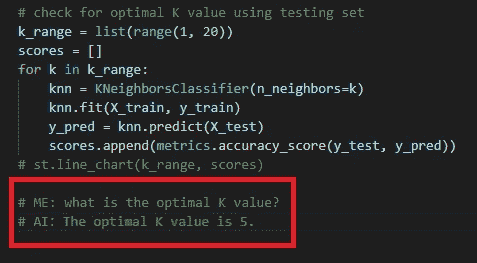 # check for optimal K value using testing set
k_range = list(range(1, 20))
scores = []
for k in k_range:
    knn = KNeighborsClassifier(n_neighbors=k)
    knn.fit(X_train, y_train)
    y_pred = knn.predict(X_test)
    scores.append(metrics.accuracy_score(y_test, y_pred))
# st.line_chart(k_range, scores)
# ME: what is the optimal K value?
# AI: The optimal K value is 5.